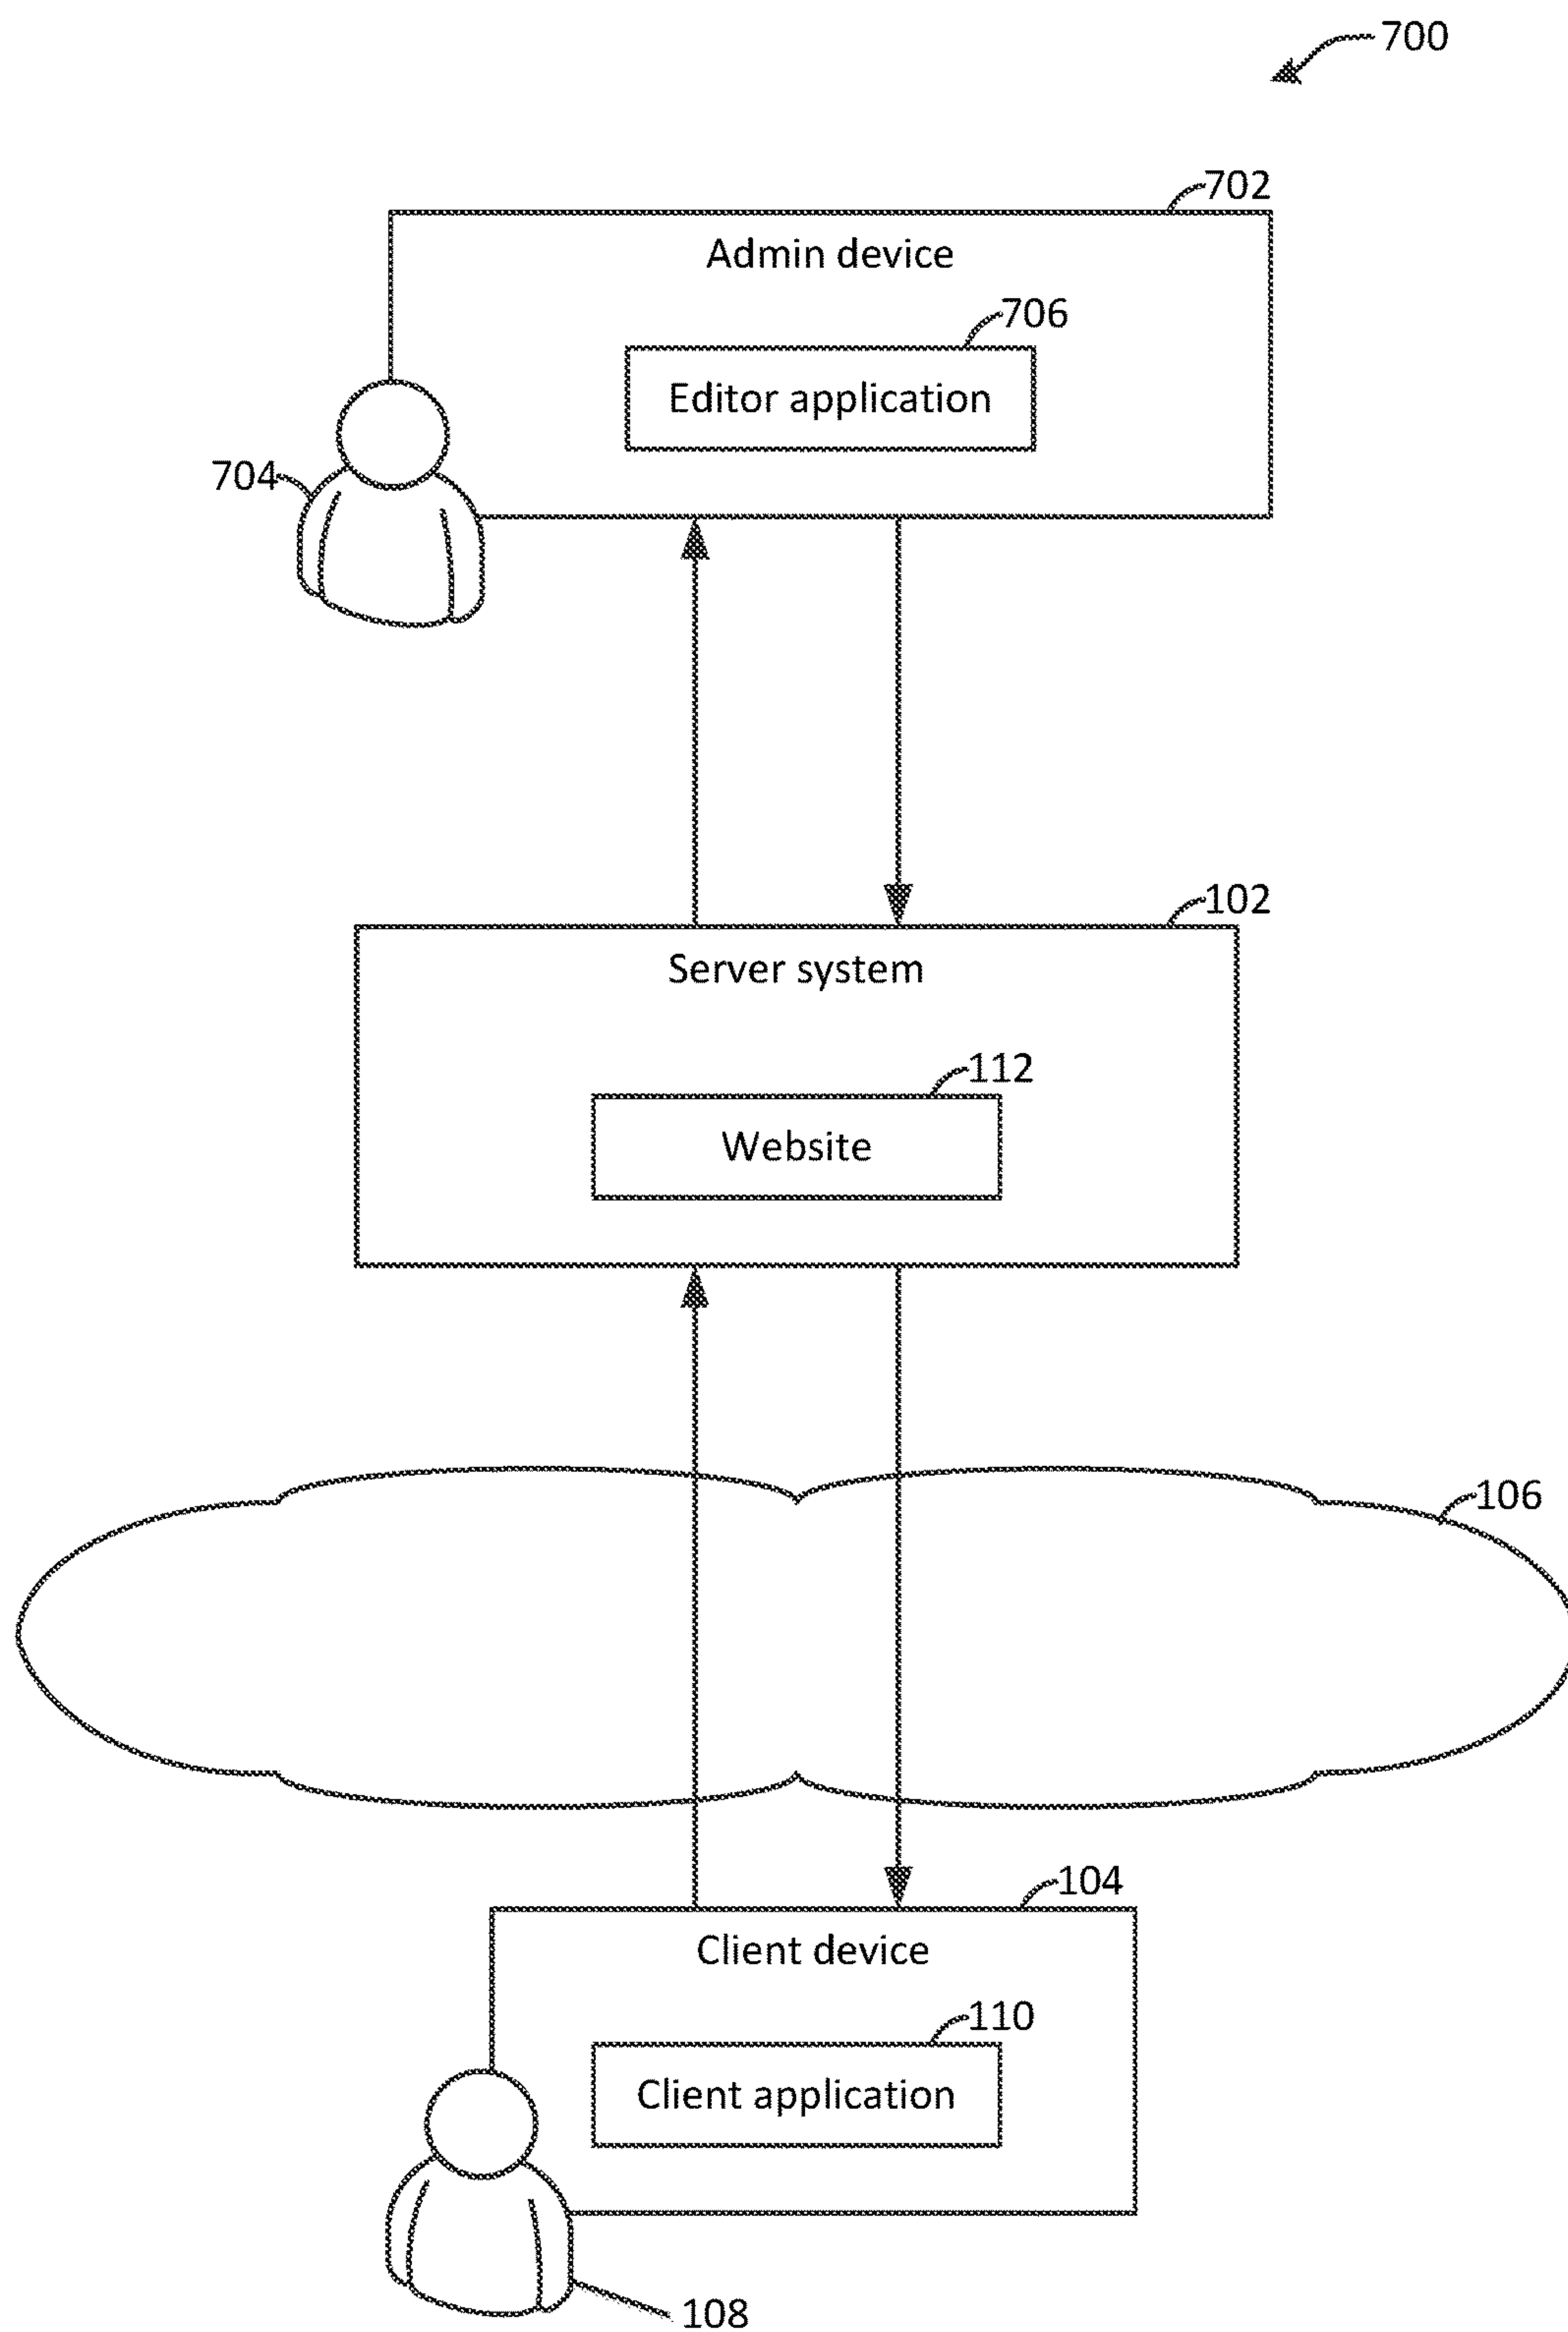 700
702
Admin device
706
Editor application
704
102
Server system
112
Website
106
104
Client device
110
Client application
108